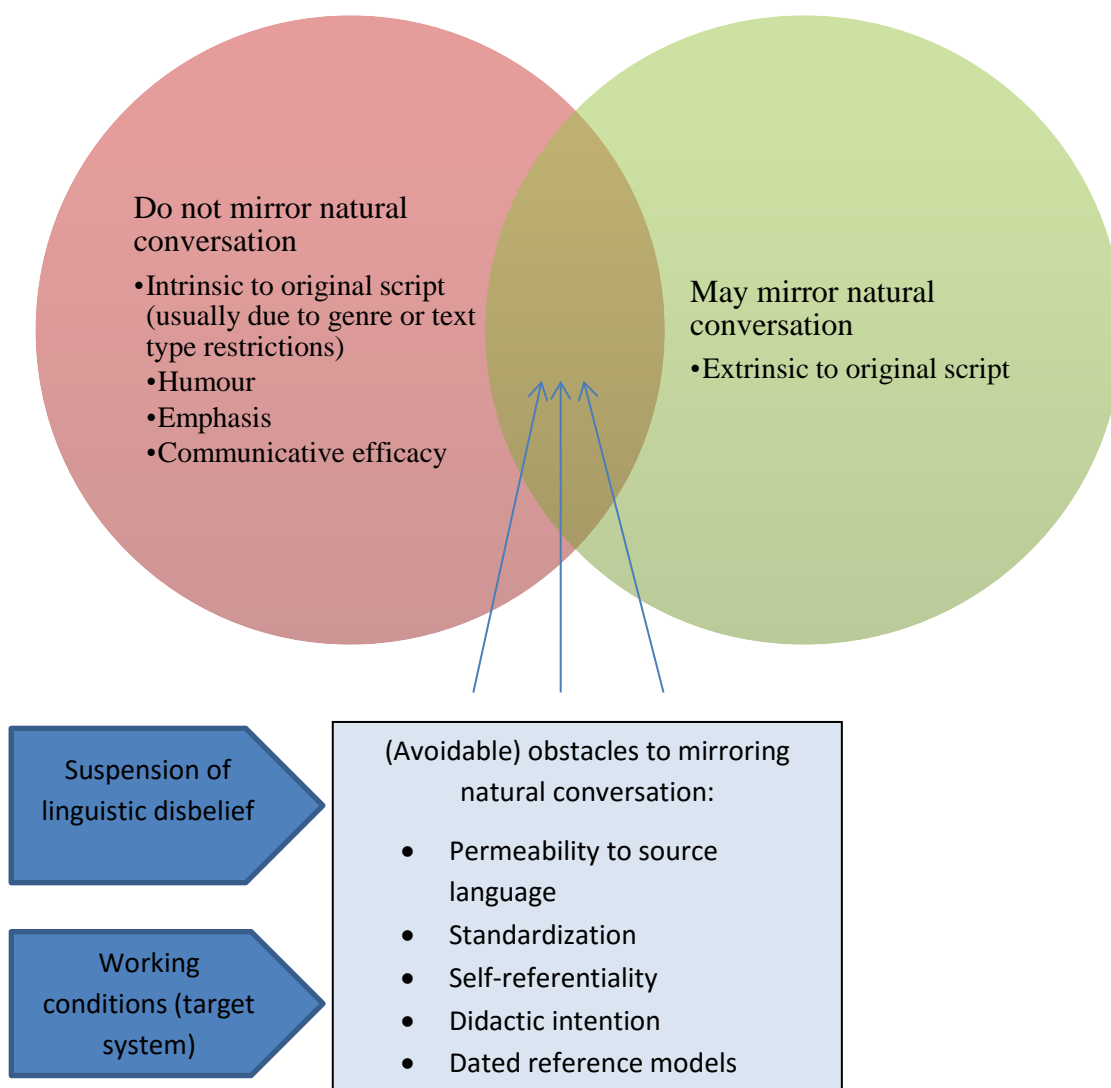 Do not mirror natural
conversation
•Intrinsic to original script
(usually due to genre or text
type restrictions)
•Humour
•Emphasis
•Communicative efficacy
May mirror natural
conversation
•Extrinsic to original script
Suspension of
linguistic disbelief
Working
conditions (target
system)
(Avoidable) obstacles to mirroring
natural conversation:
• Permeability to source
language
• Standardization
• Self-referentiality
• Didactic intention
• Dated reference models